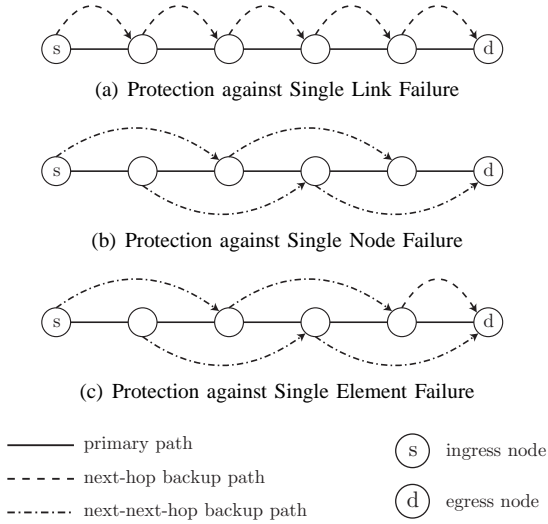 s
d
(a) Protection against Single Link Failure
s
d
(b) Protection against Single Node Failure
s
d
(c) Protection against Single Element Failure
primary path
next-hop backup path
next-next-hop backup path
s ingress node
d egress node